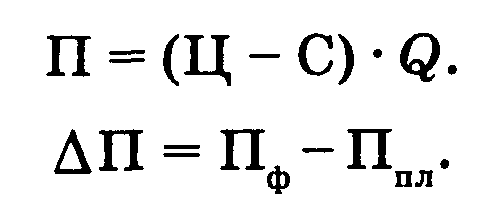 П = (Ц − С) · Q.
ΔП = Пф − Ппл.